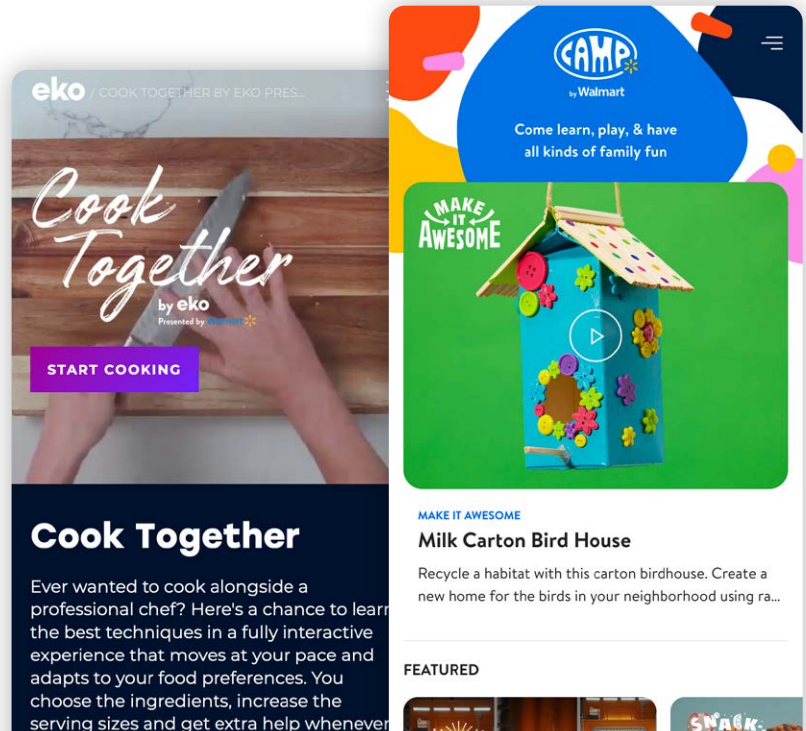 eko / COOK TOGETHER BY EKO PRES...
Cook
Together
by eko
Presented by Walmart
START COOKING
Cook Together
Ever wanted to cook alongside a
professional chef? Here's a chance to learn
the best techniques in a fully interactive
experience that moves at your pace and
adapts to your food preferences. You
choose the ingredients, increase the
serving sizes and get extra help whenever
CAMP
by Walmart
Come learn, play, & have
all kinds of family fun
MAKE
IT
AWESOME
MAKE IT AWESOME
Milk Carton Bird House
Recycle a habitat with this carton birdhouse. Create a
new home for the birds in your neighborhood using ra...
FEATURED
SNACK